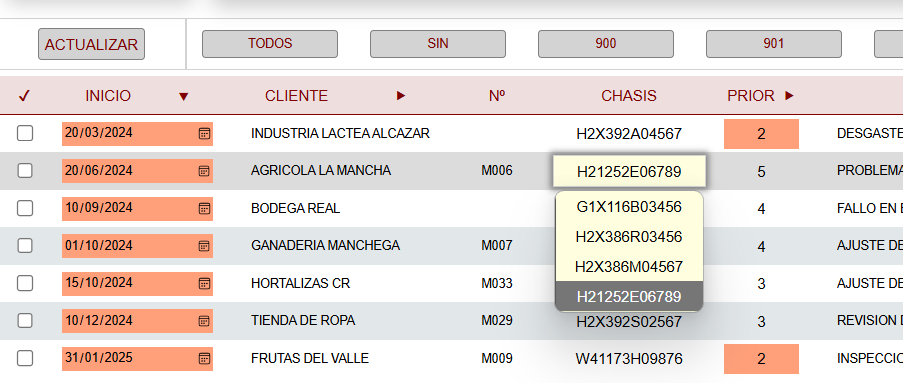 ACTUALIZAR TODOS SIN 900 901
✓ INICIO ▼ CLIENTE ► Nº CHASIS PRIOR ►
20/03/2024 INDUSTRIA LACTEA ALCAZAR H2X392A04567 2 DESGASTE
20/06/2024 AGRICOLA LA MANCHA M006 H21252E06789 5 PROBLEMA
10/09/2024 BODEGA REAL G1X116B03456 4 FALLO EN
H2X386R03456
01/10/2024 GANADERIA MANCHEGA M007 4 AJUSTE DE
H2X386M04567
15/10/2024 HORTALIZAS CR M033 H21252E06789 3 AJUSTE DE
10/12/2024 TIENDA DE ROPA M029 H2X392S02567 3 REVISION
31/01/2025 FRUTAS DEL VALLE M009 W41173H09876 2 INSPECCIO